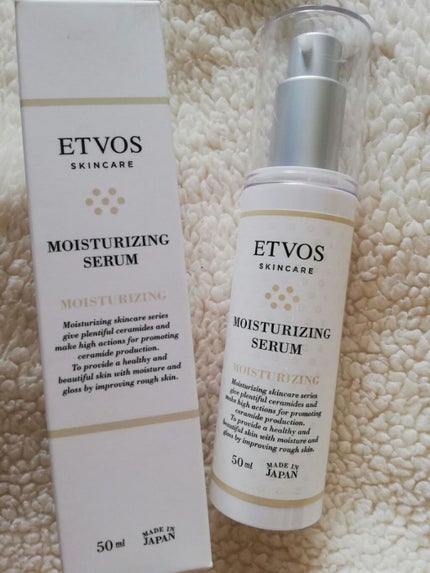 ETVOS
SKINCARE
MOISTURIZING
SERUM
MOISTURIZING
Moisturizing skincare series
give plentiful ceramides and
make high actions for promoting
ceramide production.
To provide a healthy and
beautiful skin with moisture and
gloss by improving rough skin.
50ml
MADE IN
JAPAN
ETVOS
SKINCARE
MOISTURIZING
SERUM
MOISTURIZING
Moisturizing skincare series
give plentiful ceramides and
make high actions for promoting
ceramide production.
To provide a healthy and
beautiful skin with moisture and
gloss by improving rough skin.
50ml
MADE IN
JAPAN